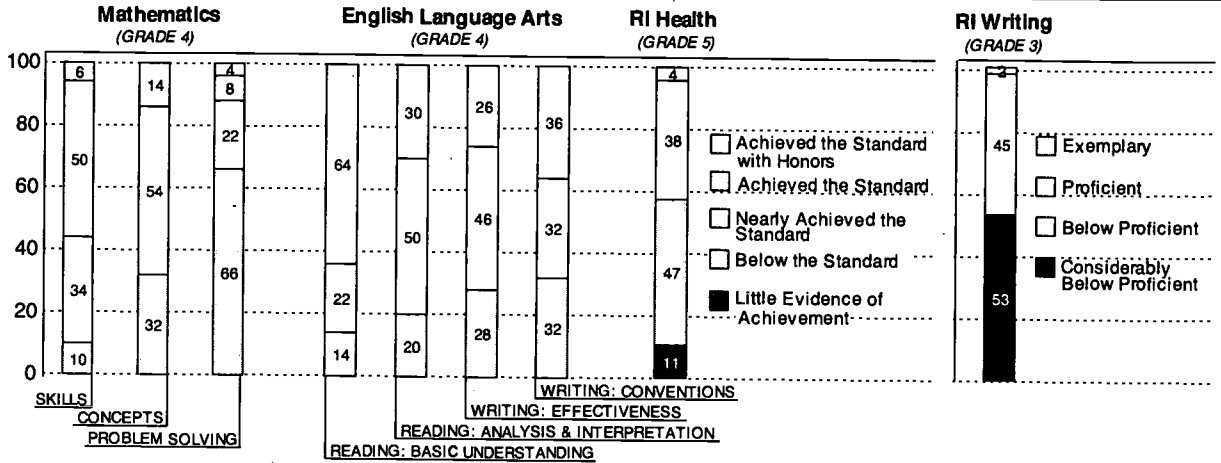 Mathematics
(GRADE 4)
English Language Arts
(GRADE 4)
RI Health
(GRADE 5)
RI Writing
(GRADE 3)
100
80
60
40
20
0
6
50
34
10
14
54
32
4
8
22
66
64
22
14
30
50
20
26
46
28
36
32
32
4
38
47
11
Achieved the Standard
with Honors
Achieved the Standard
Nearly Achieved the
Standard
Below the Standard
Little Evidence of
Achievement
45
53
Exemplary
Proficient
Below Proficient
Considerably
Below Proficient
SKILLS
CONCEPTS
PROBLEM SOLVING
WRITING: CONVENTIONS
WRITING: EFFECTIVENESS
READING: ANALYSIS & INTERPRETATION
READING: BASIC UNDERSTANDING